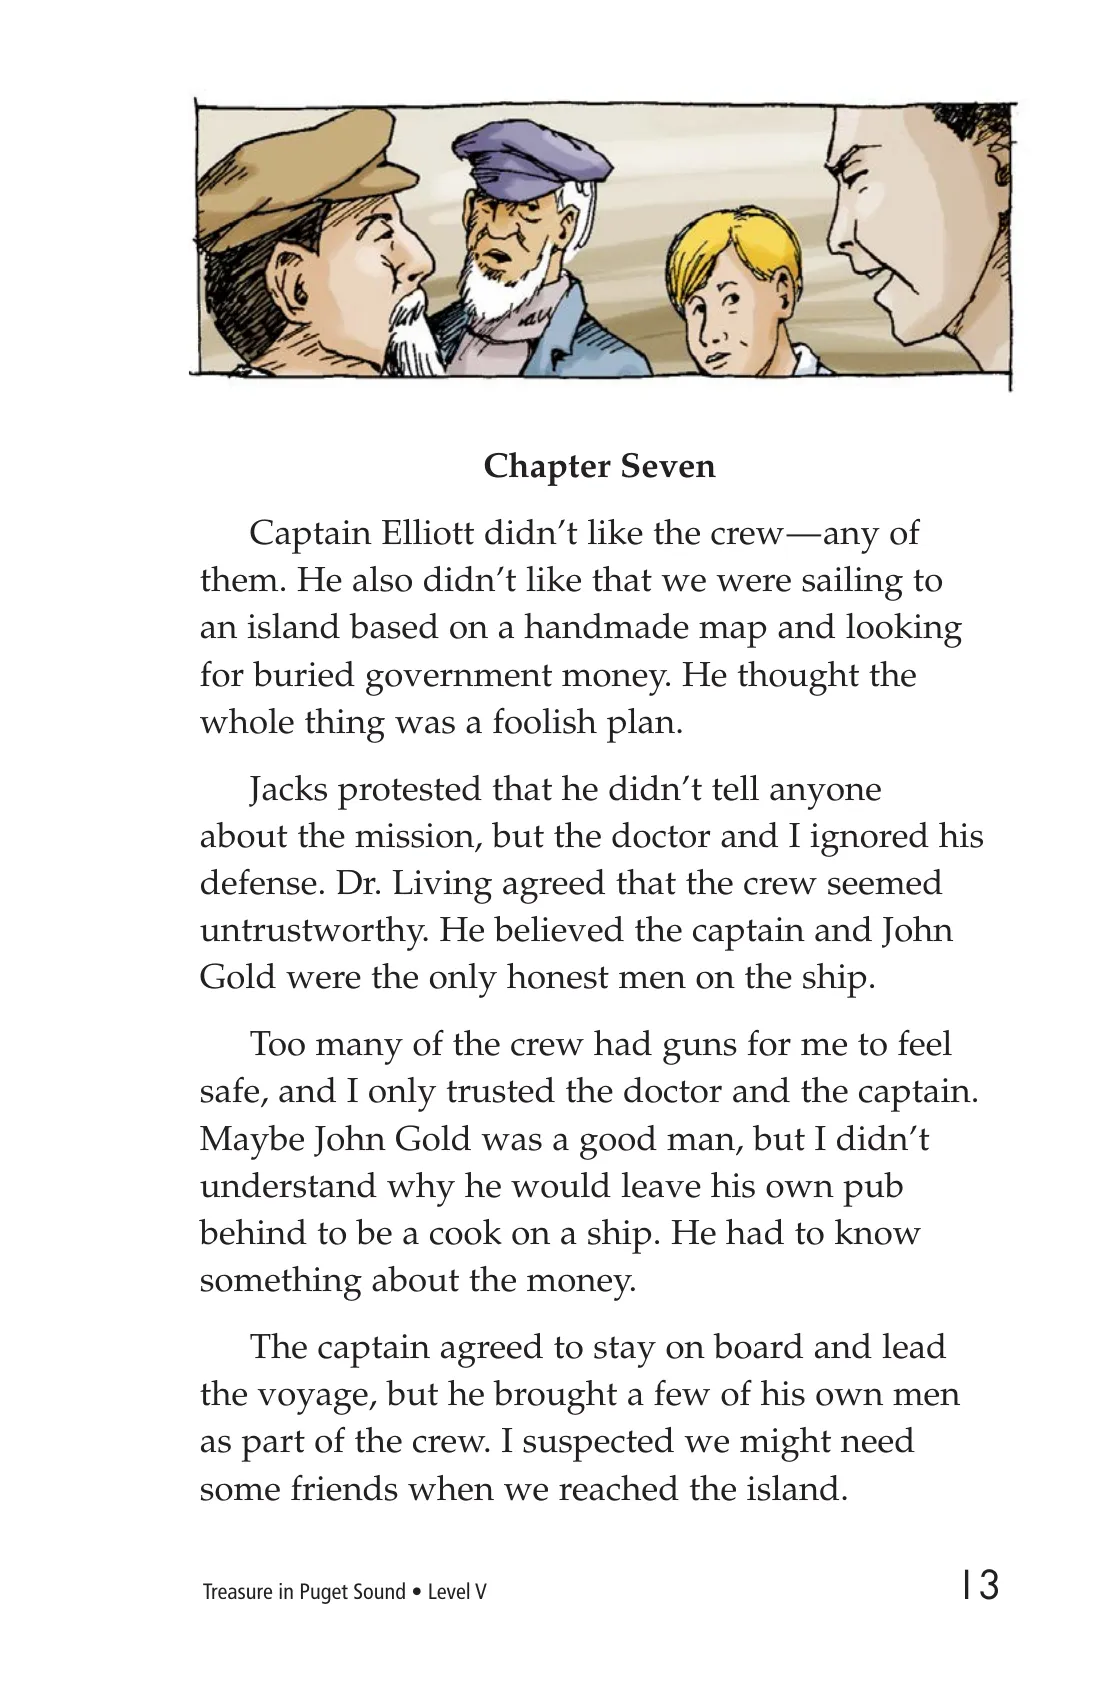 Chapter Seven
Captain Elliott didn’t like the crew—any of
them. He also didn’t like that we were sailing to
an island based on a handmade map and looking
for buried government money. He thought the
whole thing was a foolish plan.
Jacks protested that he didn’t tell anyone
about the mission, but the doctor and I ignored his
defense. Dr. Living agreed that the crew seemed
untrustworthy. He believed the captain and John
Gold were the only honest men on the ship.
Too many of the crew had guns for me to feel
safe, and I only trusted the doctor and the captain.
Maybe John Gold was a good man, but I didn’t
understand why he would leave his own pub
behind to be a cook on a ship. He had to know
something about the money.
The captain agreed to stay on board and lead
the voyage, but he brought a few of his own men
as part of the crew. I suspected we might need
some friends when we reached the island.
Treasure in Puget Sound • Level V
13